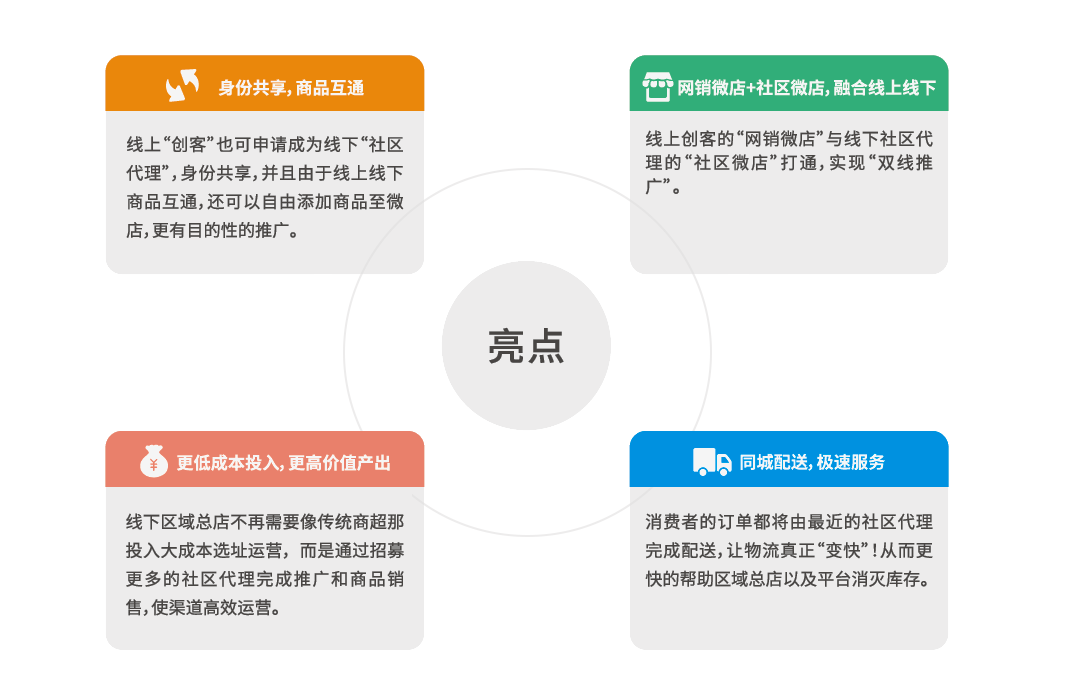 身份共享,商品互通
线上“创客”也可申请成为线下“社区
代理”,身份共享,并且由于线上线下
商品互通,还可以自由添加商品至微
店,更有目的性的推广。
网销微店+社区微店,融合线上线下
线上创客的“网销微店”与线下社区代
理的“社区微店”打通,实现“双线推
广”。
亮点
更低成本投入,更高价值产出
线下区域总店不再需要像传统商超那
投入大成本选址运营，而是通过招募
更多的社区代理完成推广和商品销
售,使渠道高效运营。
同城配送,极速服务
消费者的订单都将由最近的社区代理
完成配送,让物流真正“变快”!从而更
快的帮助区域总店以及平台消灭库存。